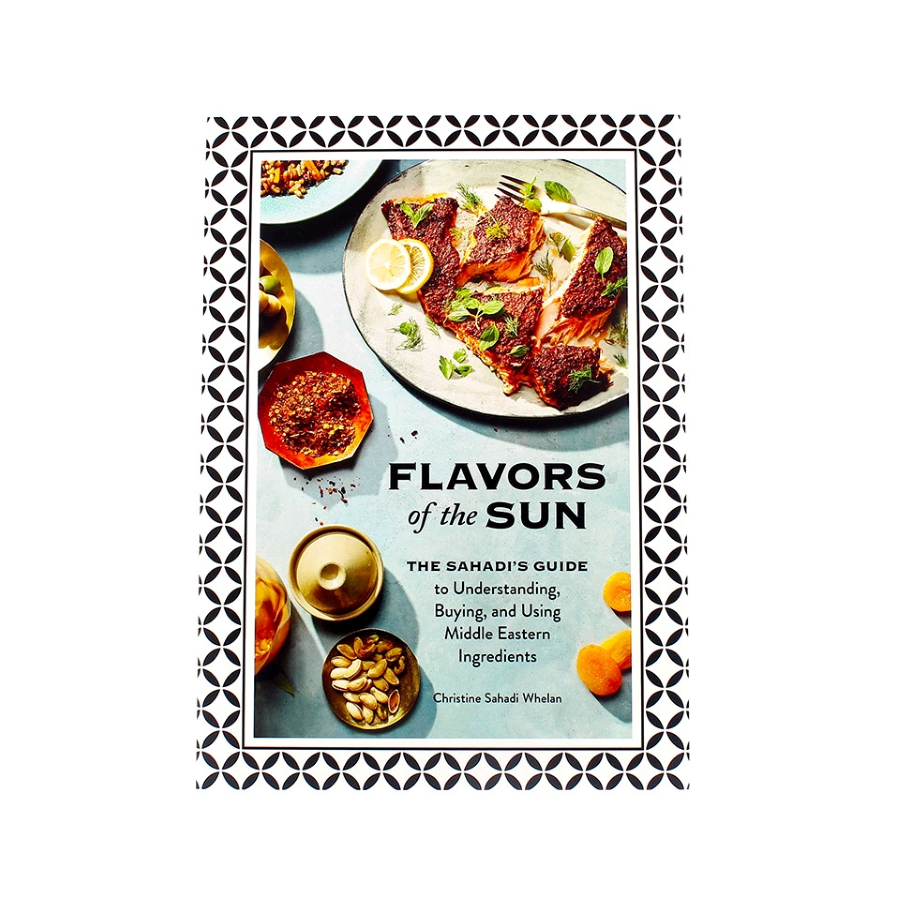 FLAVORS
of the SUN
THE SAHADI'S GUIDE
to Understanding,
Buying, and Using
Middle Eastern
Ingredients
Christine Sahadi Whelan